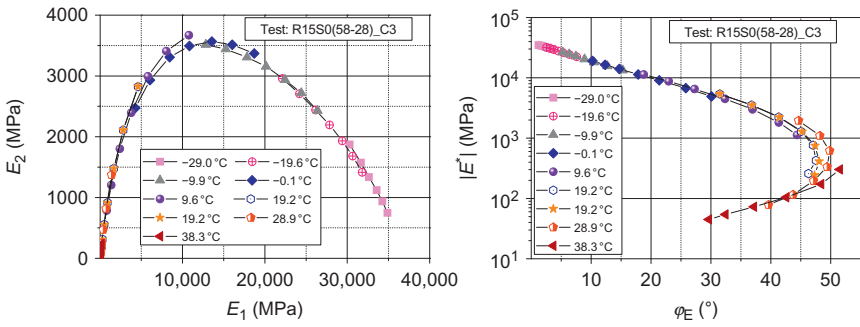 Test: R15S0(58-28)_C3
4000
3500
3000
2500
2000
1500
1000
500
0
E2 (MPa)
−29.0 °C
−19.6 °C
−9.9 °C
−0.1 °C
9.6 °C
19.2 °C
19.2 °C
28.9 °C
38.3 °C
0
10,000
20,000
30,000
40,000
E1 (MPa)
Test: R15S0(58-28)_C3
10^5
10^4
10^3
10^2
10^1
|E*| (MPa)
−29.0 °C
−19.6 °C
−9.9 °C
−0.1 °C
9.6 °C
19.2 °C
19.2 °C
28.9 °C
38.3 °C
0
10
20
30
40
50
φE (°)